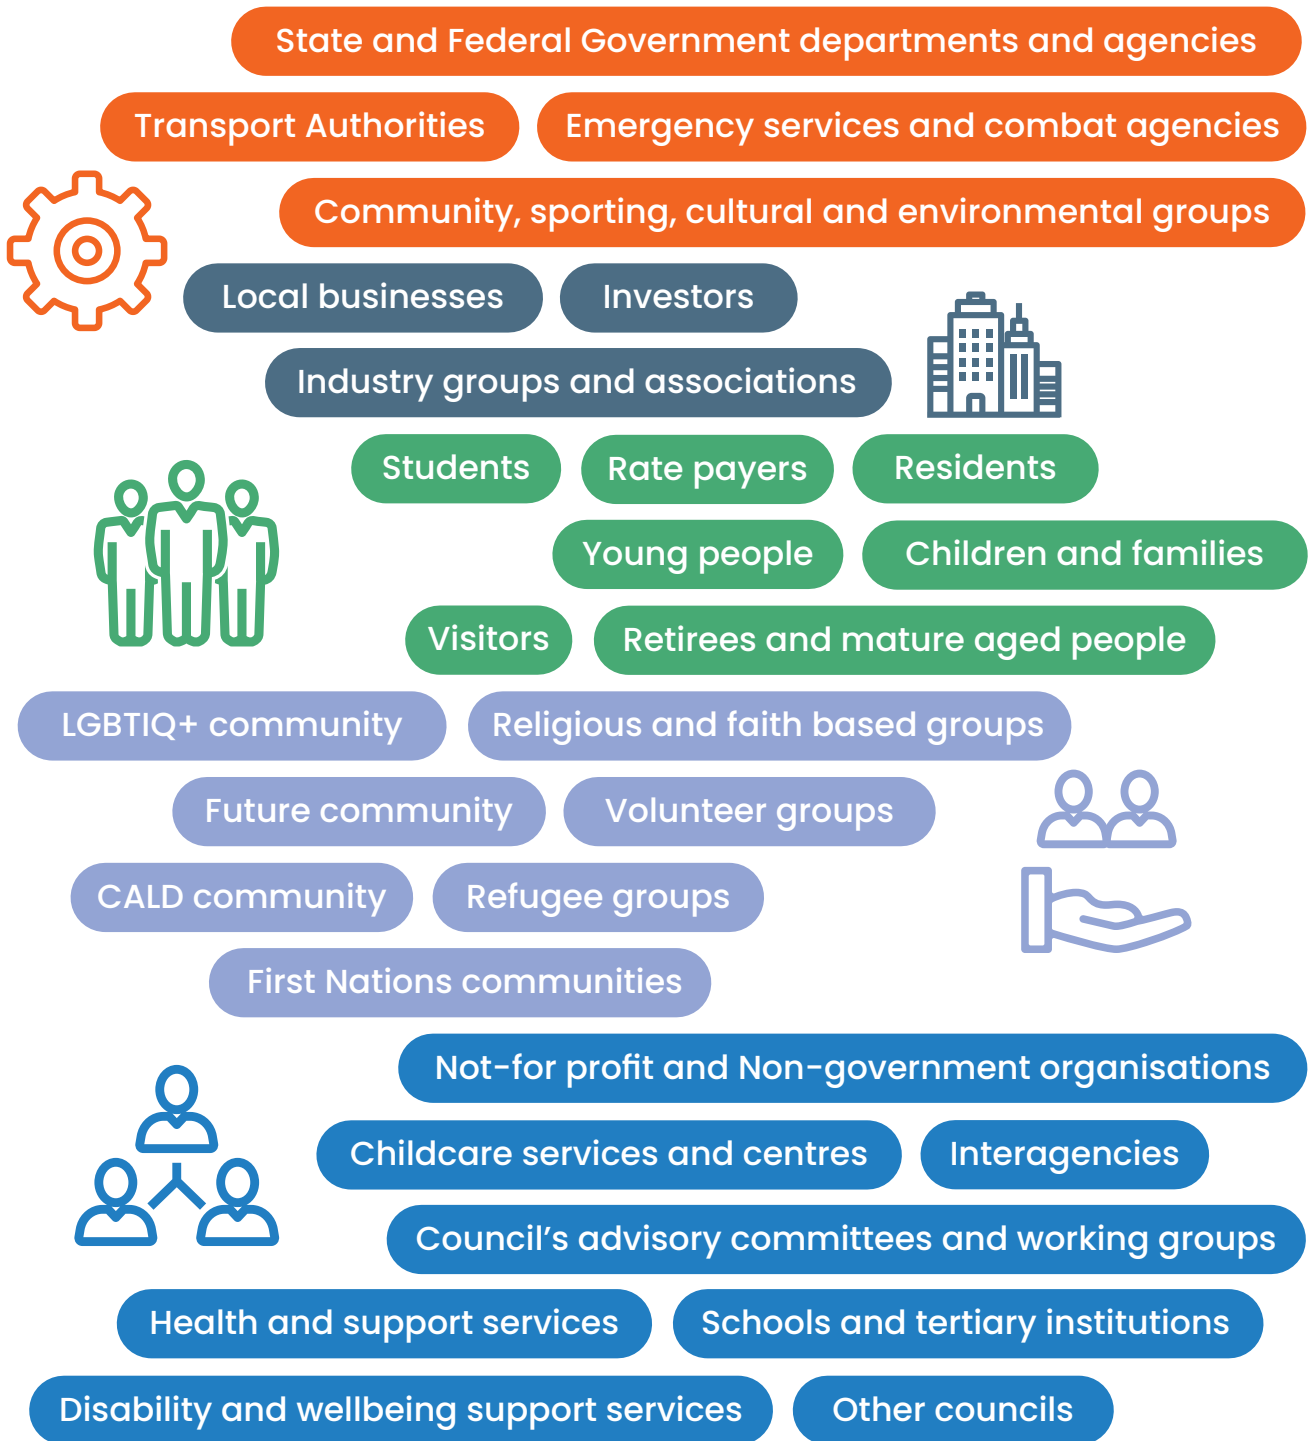 State and Federal Government departments and agencies
Transport Authorities
Emergency services and combat agencies
Community, sporting, cultural and environmental groups
Local businesses
Investors
Industry groups and associations
Students
Rate payers
Residents
Young people
Children and families
Visitors
Retirees and mature aged people
LGBTIQ+ community
Religious and faith based groups
Future community
Volunteer groups
CALD community
Refugee groups
First Nations communities
Not-for profit and Non-government organisations
Childcare services and centres
Interagencies
Council’s advisory committees and working groups
Health and support services
Schools and tertiary institutions
Disability and wellbeing support services
Other councils